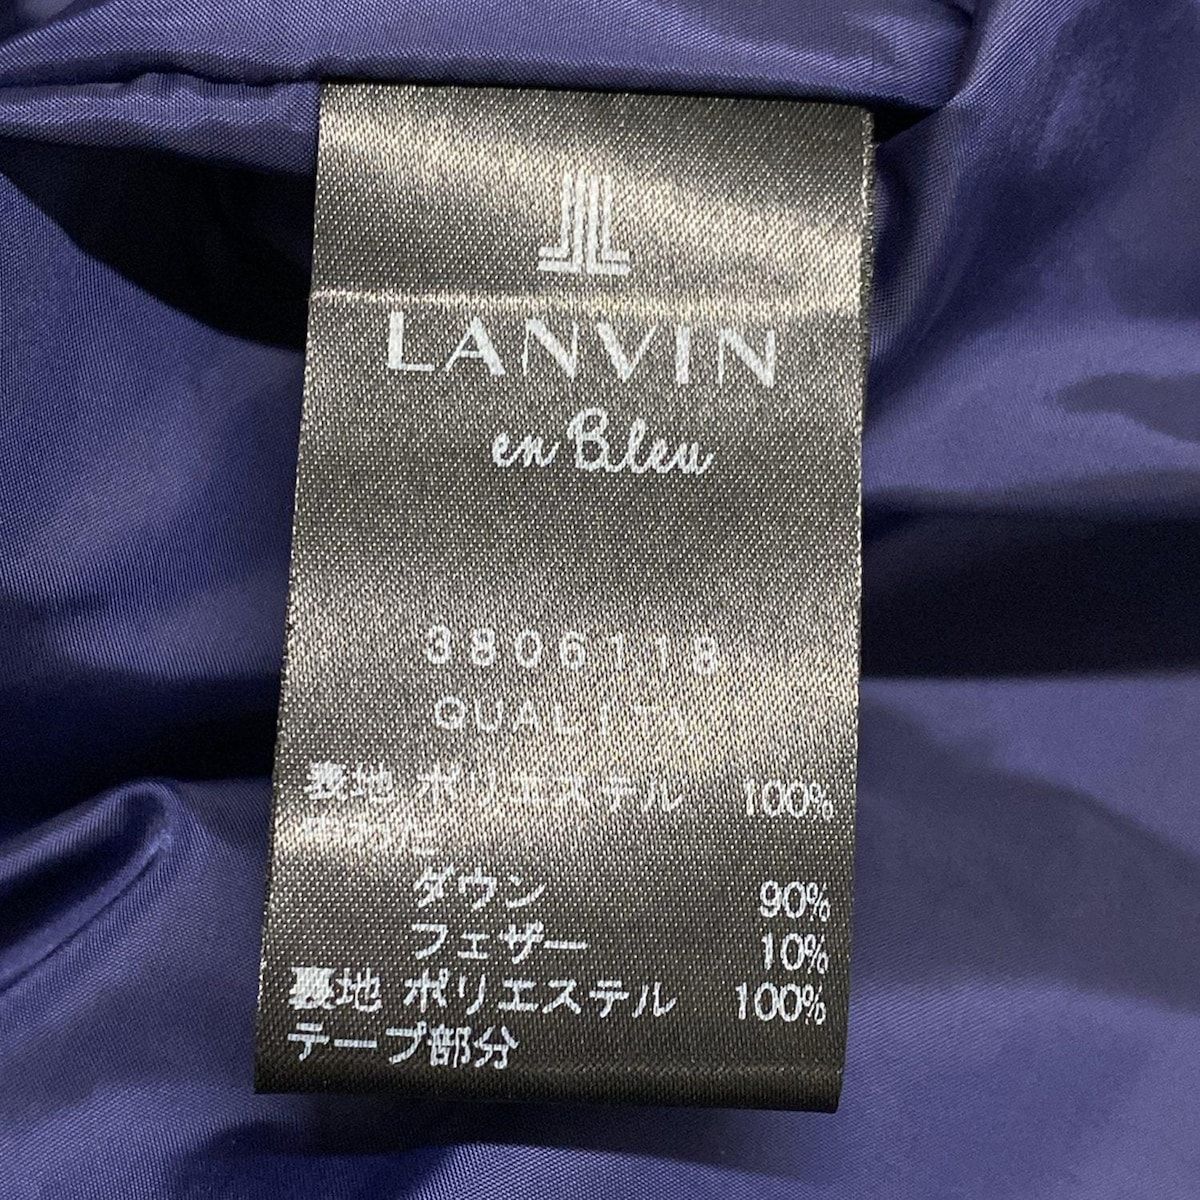 LANVIN
en Bleu
3806118
QUALITY
表地 ポリエステル 100%
中わた
ダウン 90%
フェザー 10%
裏地 ポリエステル 100%
テープ部分